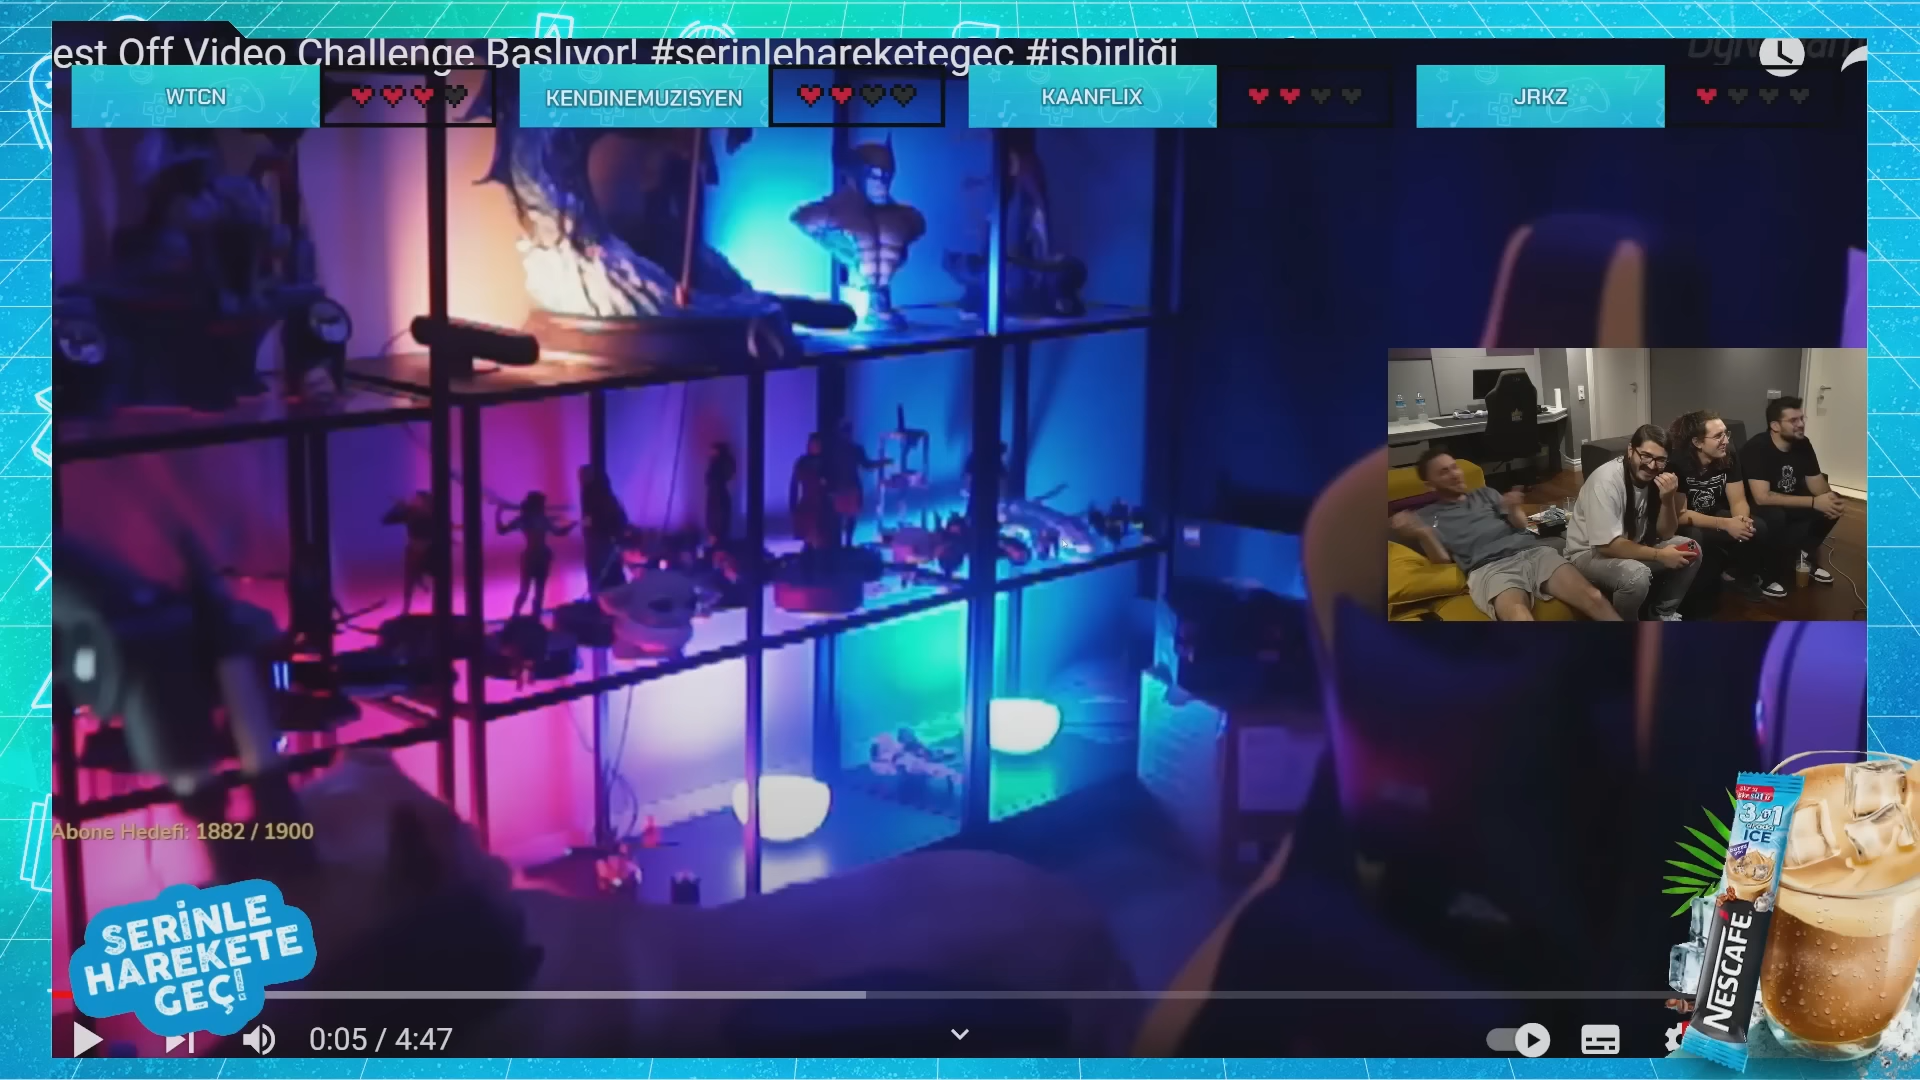 est Off Video Challenge Başlıyor! #serinlehareketegeç #işbirliği
WTCN
KENDINEMUZISYEN
KAANFLIX
JRKZ
Abone Hedefi: 1882 / 1900
SERİNLE
HAREKETE
GEÇ!
3ü1
ICE
NESCAFE
0:05 / 4:47